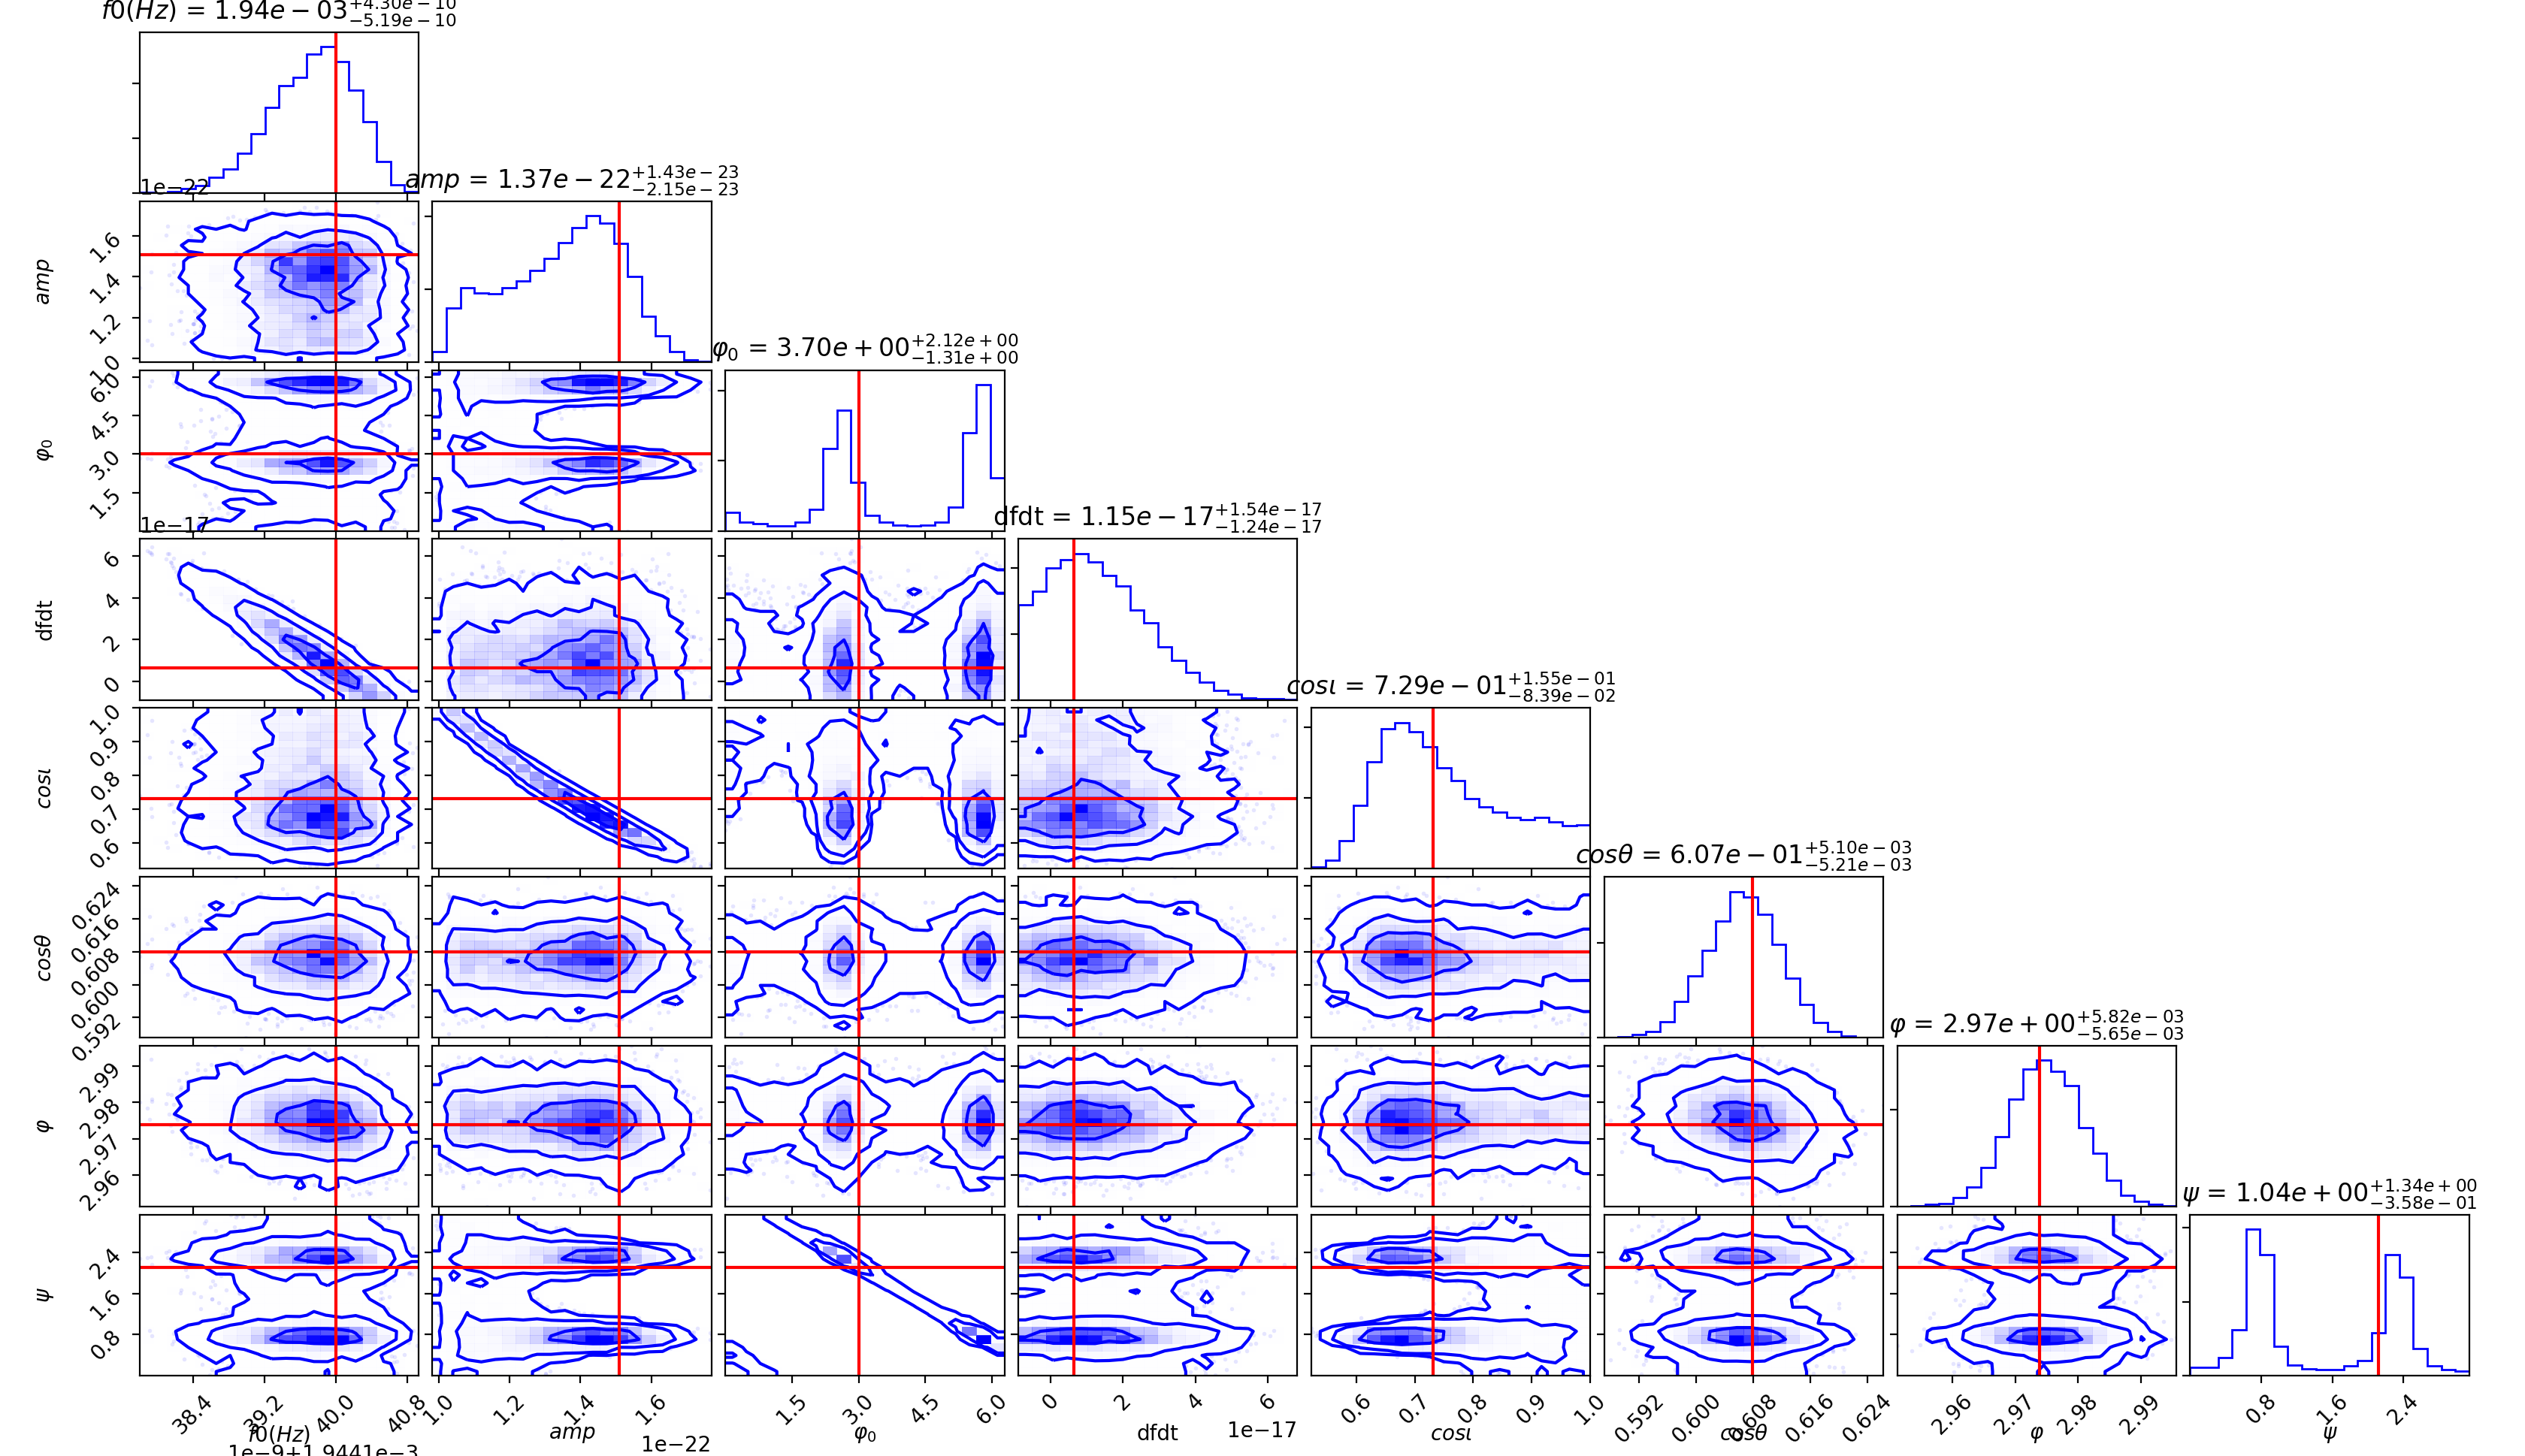 f0(Hz) = 1.94e − 03 +4.30e − 10 −5.19e − 10
1e−22
amp = 1.37e − 22 +1.43e − 23 −2.15e − 23
amp
1.6
1.4
1.2
1.0
φ0 = 3.70e + 00 +2.12e + 00 −1.31e + 00
φ0
6.0
4.5
3.0
1.5
1e−17
dfdt = 1.15e − 17 +1.54e − 17 −1.24e − 17
dfdt
6
4
2
0
cosι = 7.29e − 01 +1.55e − 01 −8.39e − 02
cosι
1.0
0.9
0.8
0.7
0.6
cosθ = 6.07e − 01 +5.10e − 03 −5.21e − 03
cosθ
0.624
0.616
0.608
0.600
0.592
φ = 2.97e + 00 +5.82e − 03 −5.65e − 03
φ
2.99
2.98
2.97
2.96
ψ = 1.04e + 00 +1.34e + 00 −3.58e − 01
ψ
2.4
1.6
0.8
38.4 39.2 40.0 40.8
1.0 1.2 1.4 1.6
1.5 3.0 4.5 6.0
0 2 4 6
0.6 0.7 0.8 0.9 1.0
0.592 0.600 0.608 0.616 0.624
2.96 2.97 2.98 2.99
0.8 1.6 2.4
f0(Hz) amp φ0 dfdt cosι cosθ φ ψ
1e−9+1.9441e−3 1e−22 1e−17